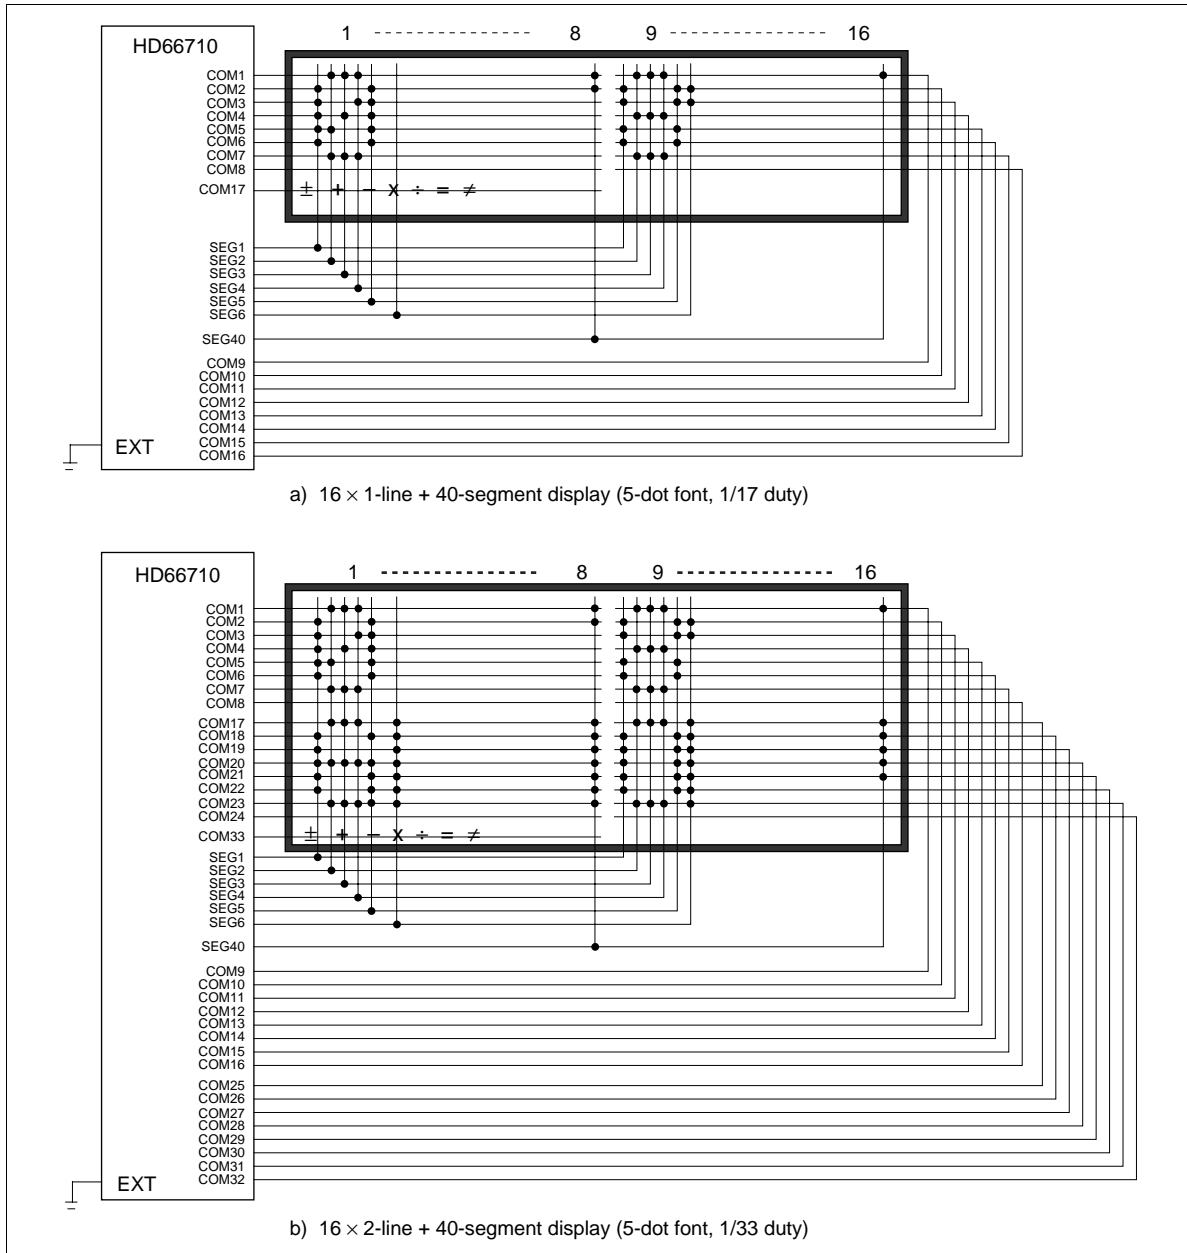 HD66710
1 8 9 16
COM1
COM2
COM3
COM4
COM5
COM6
COM7
COM8
COM17
± + − x ÷ = ≠
SEG1
SEG2
SEG3
SEG4
SEG5
SEG6
SEG40
COM9
COM10
COM11
COM12
COM13
COM14
COM15
COM16
EXT
a) 16 × 1-line + 40-segment display (5-dot font, 1/17 duty)
HD66710
1 8 9 16
COM1
COM2
COM3
COM4
COM5
COM6
COM7
COM8
COM17
COM18
COM19
COM20
COM21
COM22
COM23
COM24
COM33
± + − x ÷ = ≠
SEG1
SEG2
SEG3
SEG4
SEG5
SEG6
SEG40
COM9
COM10
COM11
COM12
COM13
COM14
COM15
COM16
COM25
COM26
COM27
COM28
COM29
COM30
COM31
COM32
EXT
b) 16 × 2-line + 40-segment display (5-dot font, 1/33 duty)